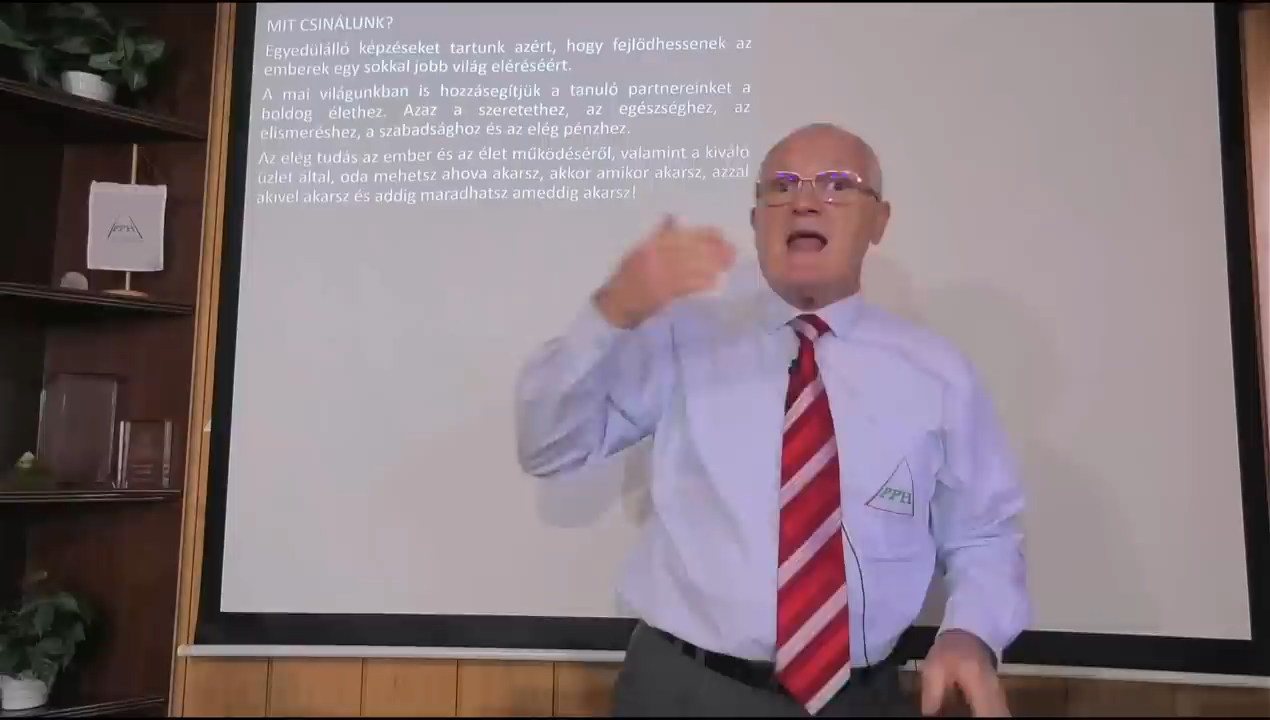 MIT CSINÁLUNK?
Egyedülálló képzéseket tartunk azért, hogy fejlődhessenek az
emberek egy sokkal jobb világ eléréséért.
A mai világunkban is hozzásegítjük a tanuló partnereinket a
boldog élethez. Azaz a szeretethez, az egészséghez, az
elismeréshez, a szabadsághoz és az elég pénzhez.
Az elég tudás az ember és az élet működéséről, valamint a kiváló
üzlet által, oda mehetsz ahova akarsz, akkor amikor akarsz, azzal
akivel akarsz és addig maradhatsz ameddig akarsz!
PPH
PPH